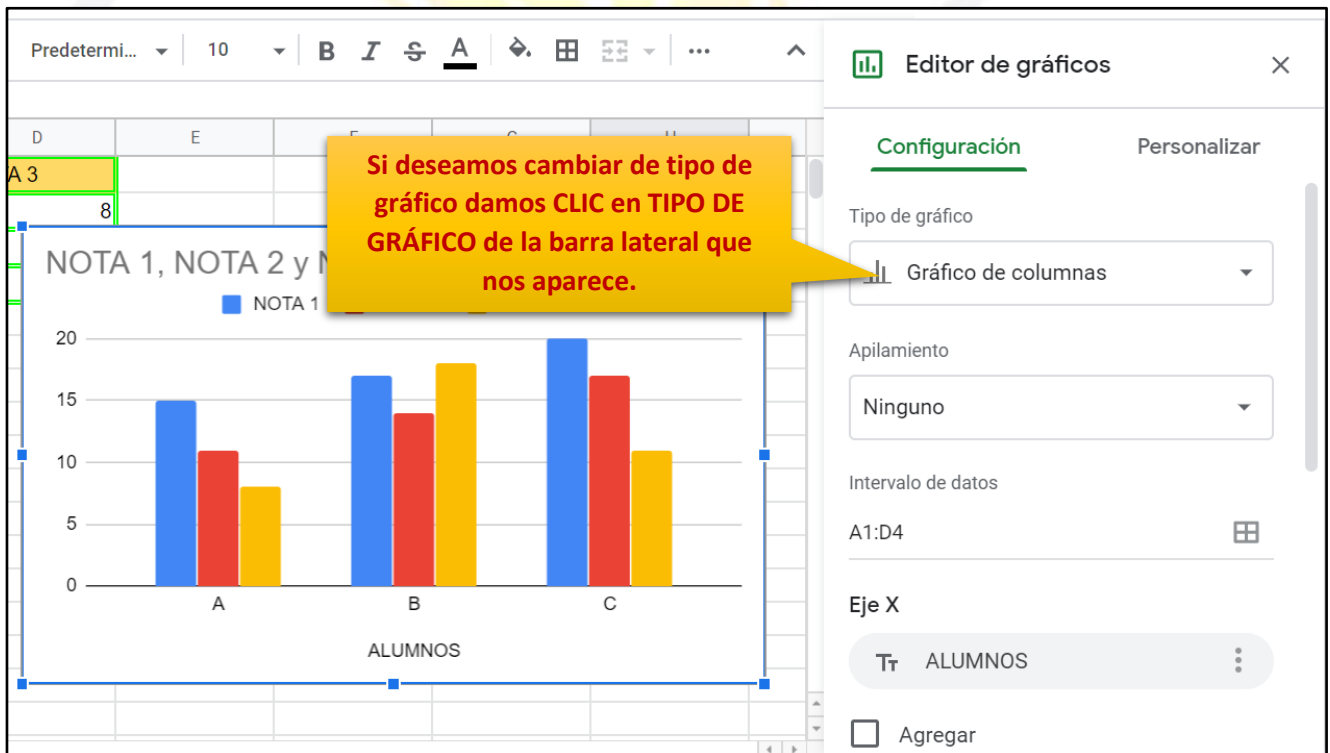 Predetermi...
10
B I S A
...
Editor de gráficos
Configuración
Personalizar
D
E
A 3
8
Si deseamos cambiar de tipo de
gráfico damos CLIC en TIPO DE
GRÁFICO de la barra lateral que
nos aparece.
NOTA 1, NOTA 2 y
NOTA 1
20
15
10
5
0
A
B
C
ALUMNOS
Tipo de gráfico
Gráfico de columnas
Apilamiento
Ninguno
Intervalo de datos
A1:D4
Eje X
Tт ALUMNOS
Agregar